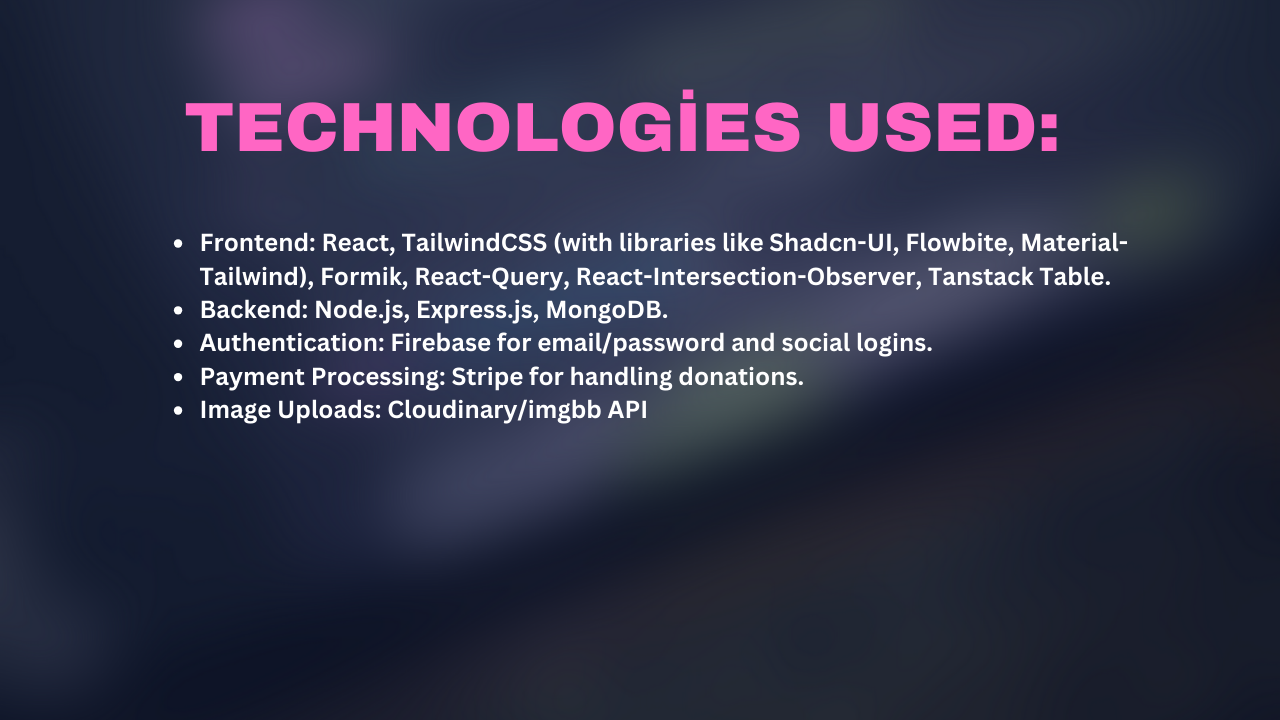 TECHNOLOGİES USED:
• Frontend: React, TailwindCSS (with libraries like Shadcn-UI, Flowbite, Material-
Tailwind), Formik, React-Query, React-Intersection-Observer, Tanstack Table.
• Backend: Node.js, Express.js, MongoDB.
• Authentication: Firebase for email/password and social logins.
• Payment Processing: Stripe for handling donations.
• Image Uploads: Cloudinary/imgbb API